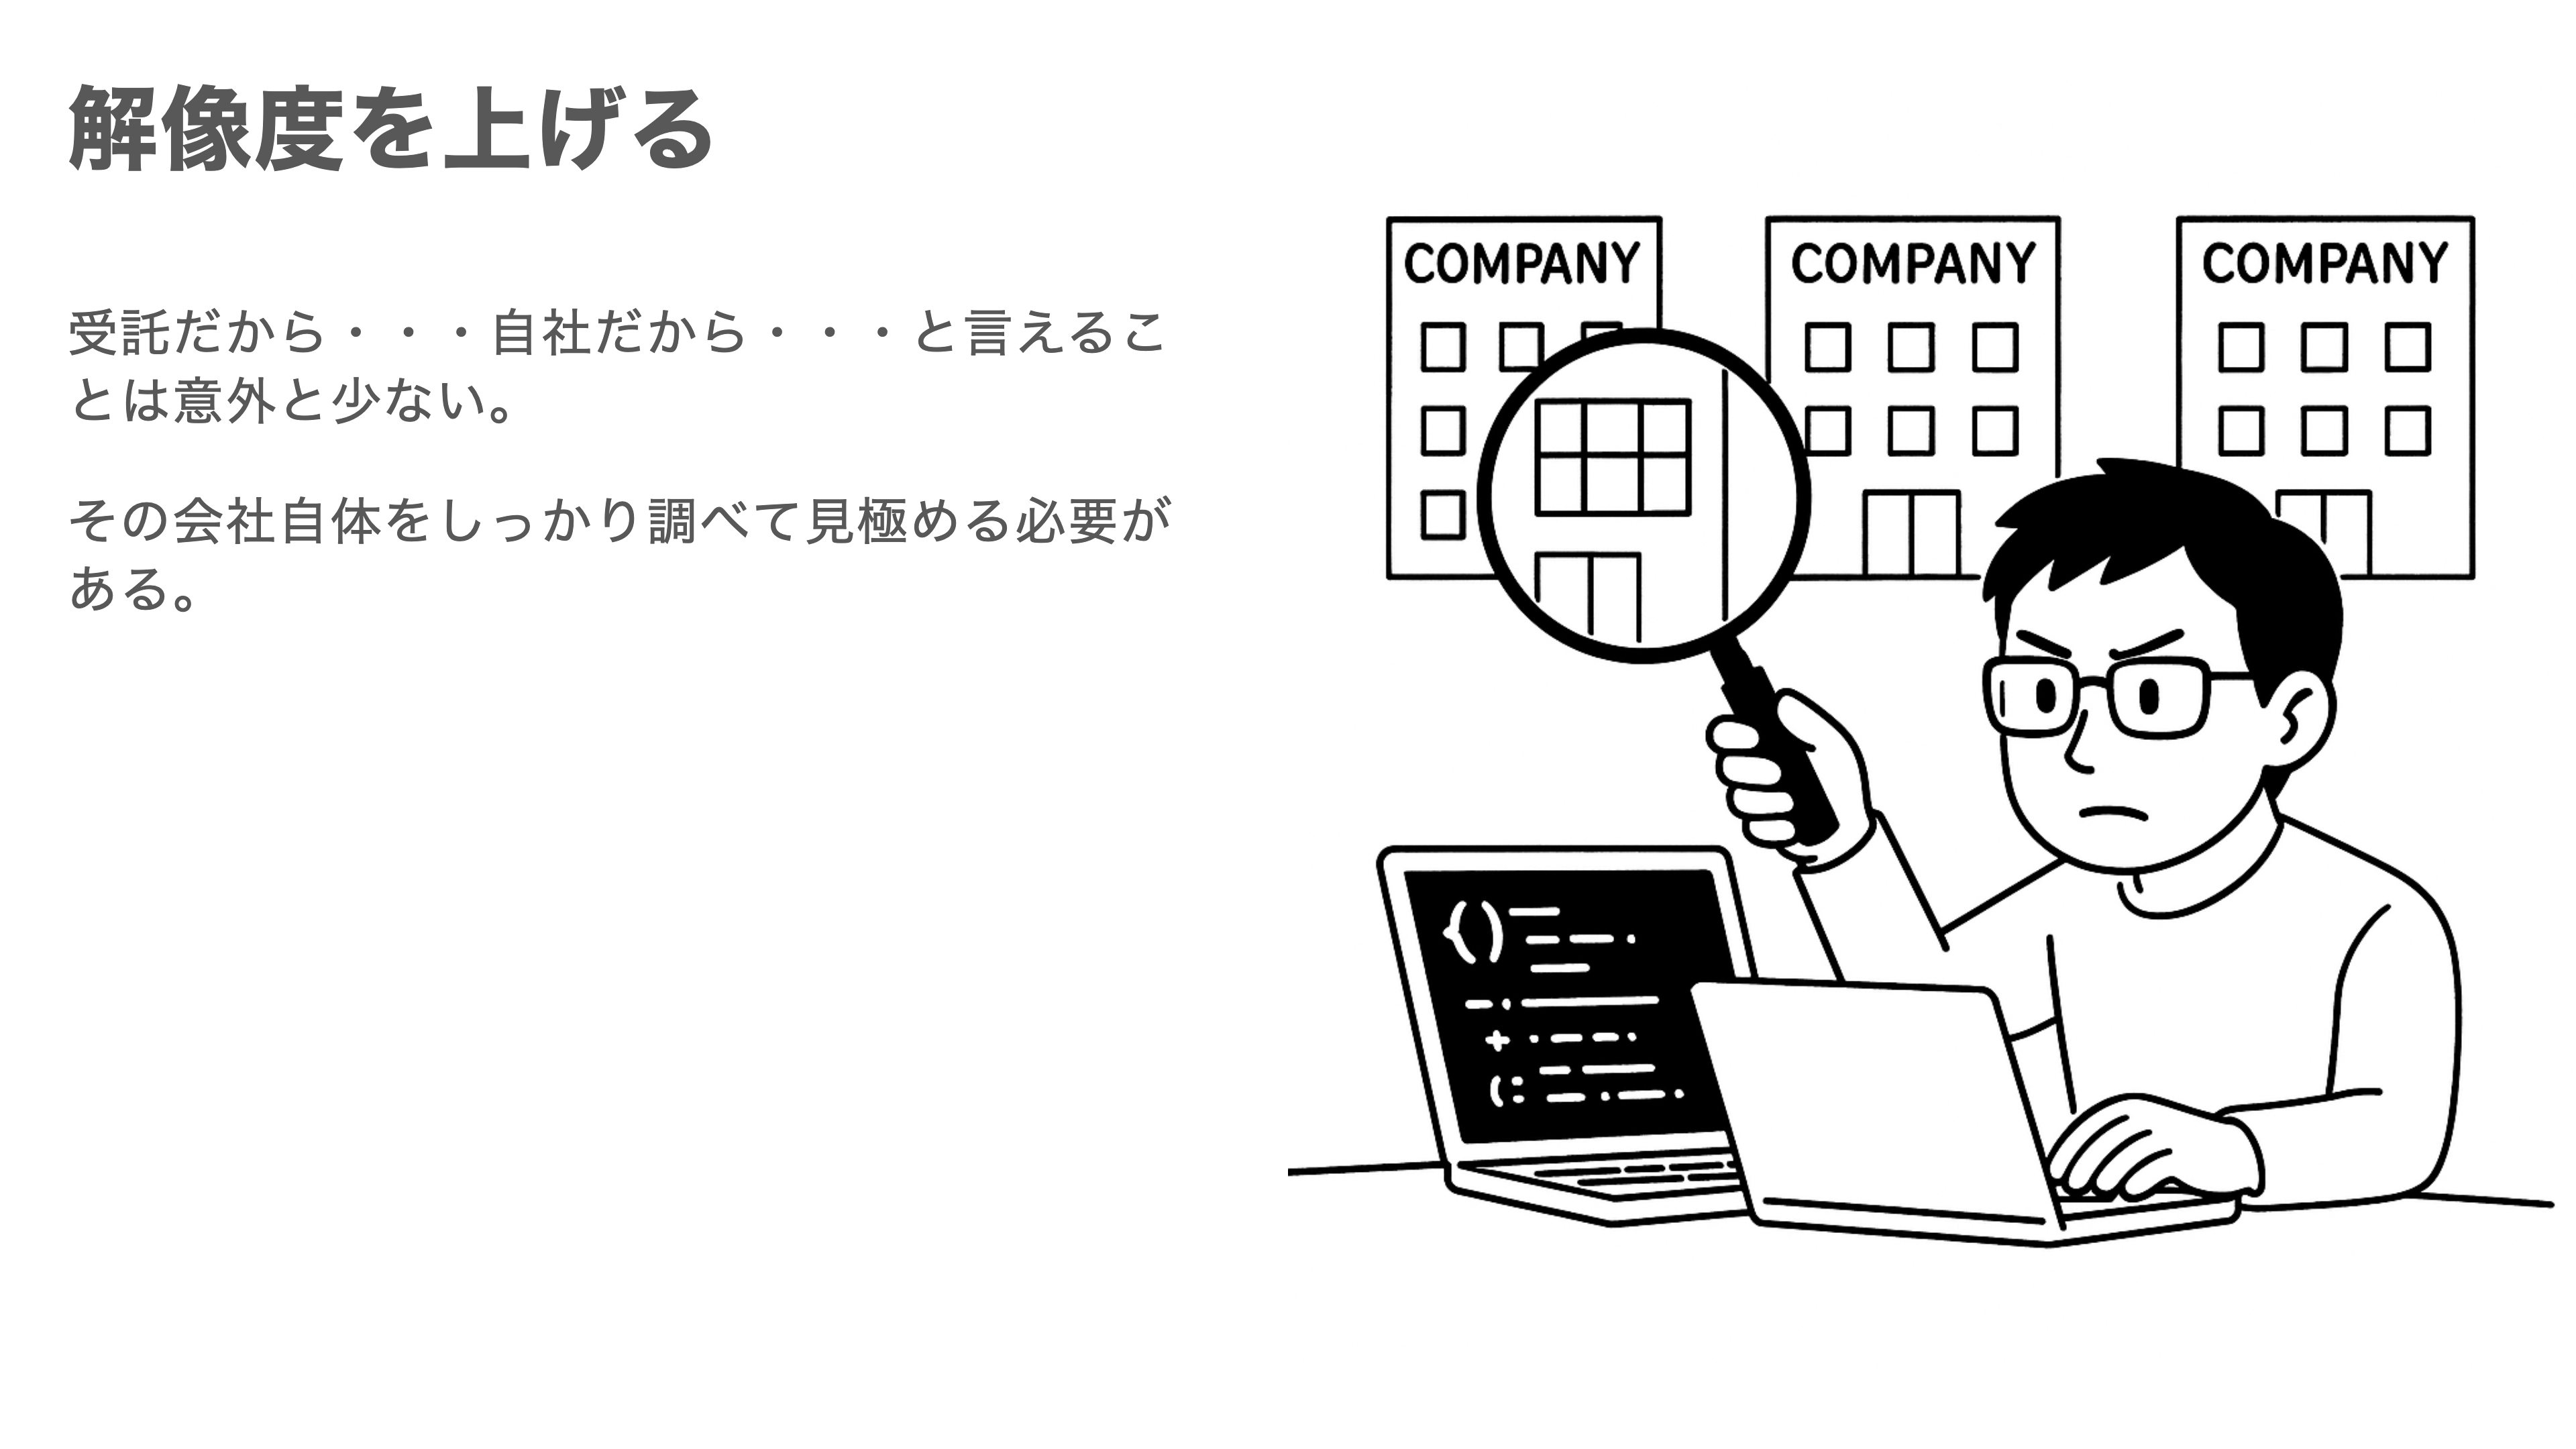 解像度を上げる
受託だから・・・自社だから・・・と言えるこ
とは意外と少ない。
その会社自体をしっかり調べて見極める必要が
ある。
COMPANY
COMPANY
COMPANY